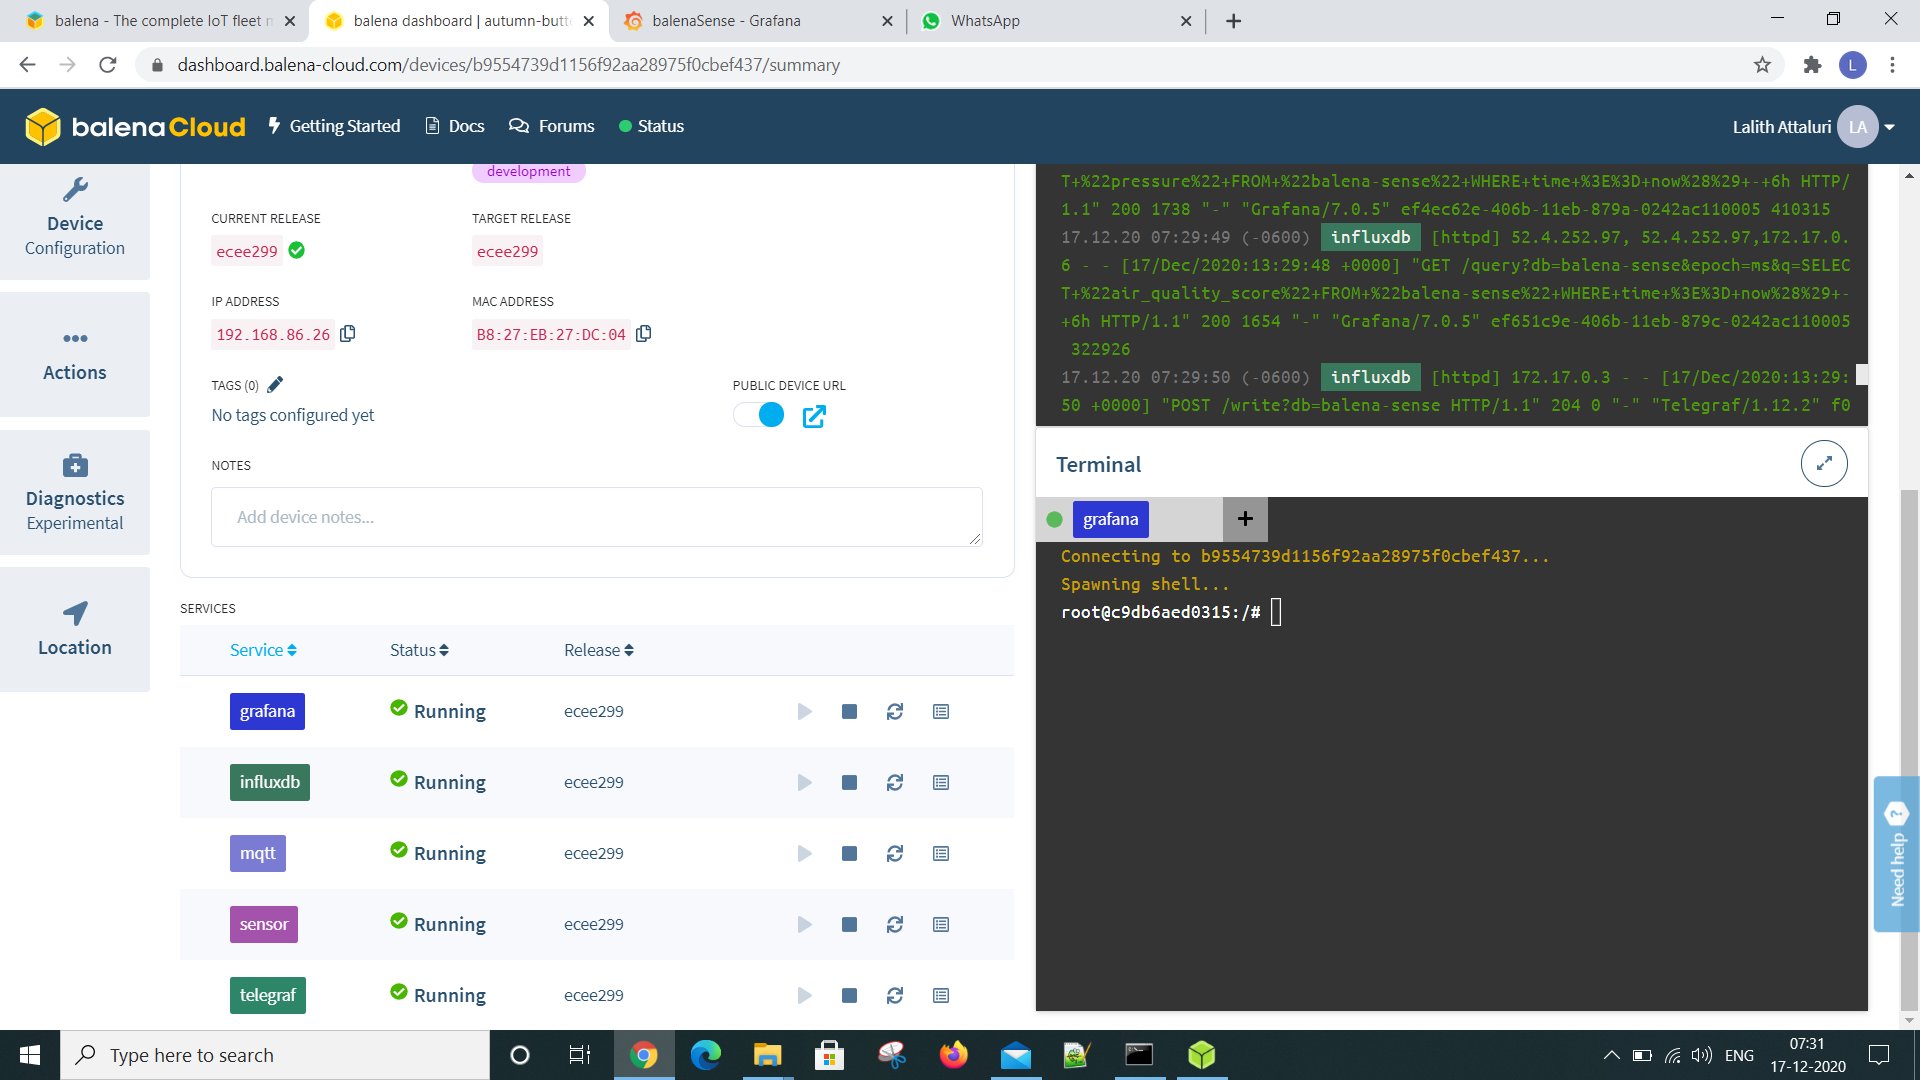 balena - The complete IoT fleet m
balena dashboard | autumn-butt
balenaSense - Grafana
WhatsApp
dashboard.balena-cloud.com/devices/b9554739d1156f92aa28975f0cbef437/summary
L
balenaCloud
Getting Started
Docs
Forums
Status
Lalith Attaluri
LA
Device
Configuration
Actions
Diagnostics
Experimental
Location
development
CURRENT RELEASE
TARGET RELEASE
ecee299
ecee299
IP ADDRESS
MAC ADDRESS
192.168.86.26
B8:27:EB:27:DC:04
TAGS (0)
PUBLIC DEVICE URL
No tags configured yet
NOTES
Add device notes...
SERVICES
Service Status Release
grafana Running ecee299
influxdb Running ecee299
mqtt Running ecee299
sensor Running ecee299
telegraf Running ecee299
T+%22pressure%22+FROM+%22balena-sense%22+WHERE+time+%3E%3D+now%28%29+-+6h HTTP/
1.1" 200 1738 "-" "Grafana/7.0.5" ef4ec62e-406b-11eb-879a-0242ac110005 410315
17.12.20 07:29:49 (-0600) influxdb [httpd] 52.4.252.97, 52.4.252.97,172.17.0.
6 - - [17/Dec/2020:13:29:48 +0000] "GET /query?db=balena-sense&epoch=ms&q=SELEC
T+%22air_quality_score%22+FROM+%22balena-sense%22+WHERE+time+%3E%3D+now%28%29+-
+6h HTTP/1.1" 200 1654 "-" "Grafana/7.0.5" ef651c9e-406b-11eb-879c-0242ac110005
322926
17.12.20 07:29:50 (-0600) influxdb [httpd] 172.17.0.3 - - [17/Dec/2020:13:29:
50 +0000] "POST /write?db=balena-sense HTTP/1.1" 204 0 "-" "Telegraf/1.12.2" f0
Terminal
grafana +
Connecting to b9554739d1156f92aa28975f0cbef437...
Spawning shell...
root@c9db6aed0315:/#
Need help
?
Type here to search
ENG
07:31
17-12-2020